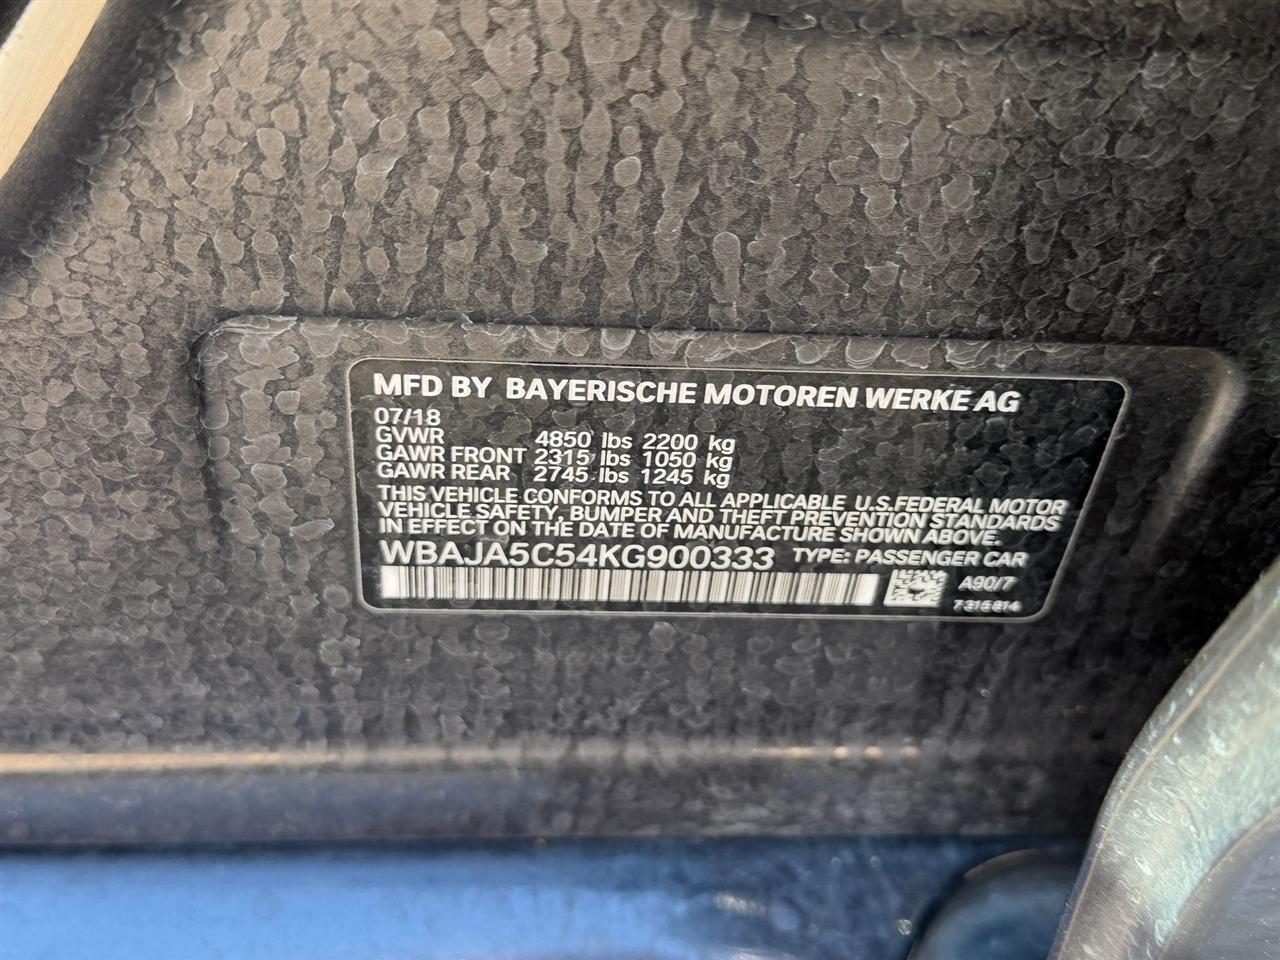 MFD BY BAYERISCHE MOTOREN WERKE AG
07/18
GVWR 4850 lbs 2200 kg
GAWR FRONT 2315 lbs 1050 kg
GAWR REAR 2745 lbs 1245 kg
THIS VEHICLE CONFORMS TO ALL APPLICABLE U.S.FEDERAL MOTOR
VEHICLE SAFETY, BUMPER AND THEFT PREVENTION STANDARDS
IN EFFECT ON THE DATE OF MANUFACTURE SHOWN ABOVE.
WBAJA5C54KG900333 TYPE: PASSENGER CAR
A90/7